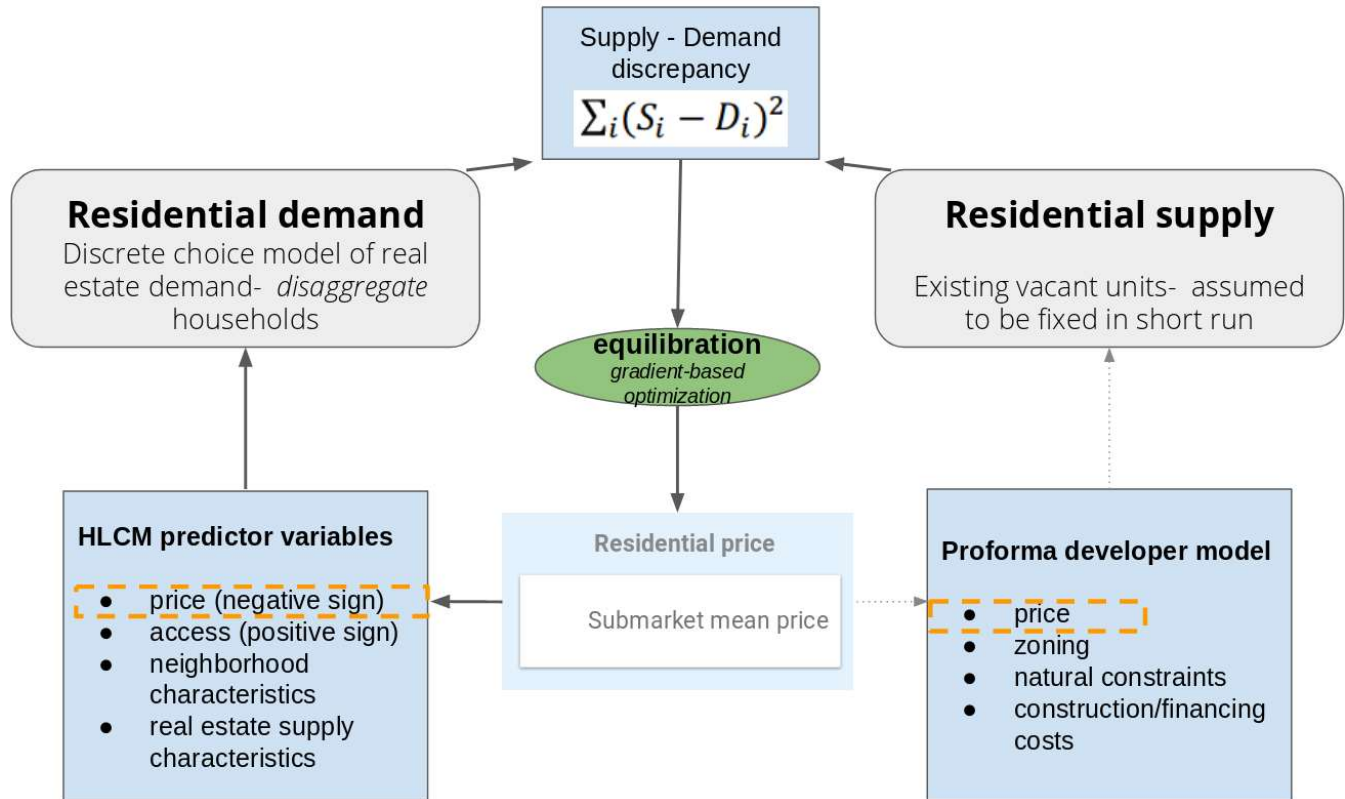 Supply - Demand
discrepancy
∑ᵢ(Sᵢ − Dᵢ)²
Residential demand
Discrete choice model of real
estate demand- disaggregate
households
Residential supply
Existing vacant units- assumed
to be fixed in short run
equilibration
gradient-based
optimization
HLCM predictor variables
● price (negative sign)
● access (positive sign)
● neighborhood
characteristics
● real estate supply
characteristics
Residential price
Submarket mean price
Proforma developer model
● price
● zoning
● natural constraints
● construction/financing
costs